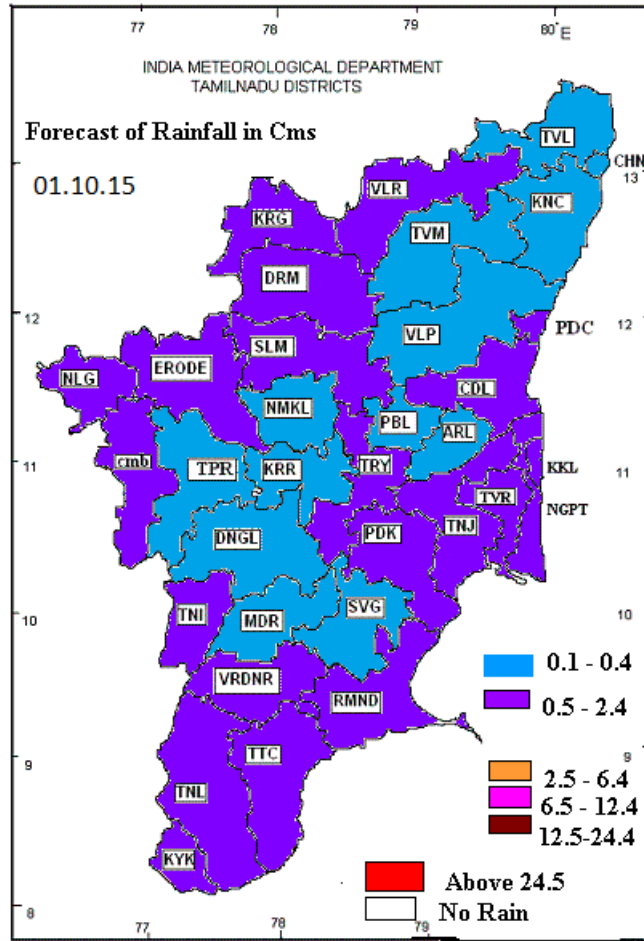 77 78 79 80°E
11
INDIA METEOROLOGICAL DEPARTMENT
TAMILNADU DISTRICTS
Forecast of Rainfall in Cms
TVL
CHN
13
01.10.15
VLR
KNC
KRG
TVM
DRM
12
12
PDC
VLP
SLM
ERODE
NLG
CDL
NMKL
PBL
ARL
cmb
TPR
KRR
TRY
11
KKL
11
TVR
NGPT
DNGL
PDK
TNJ
10
TNI
MDR
SVG
0.1 - 0.4
VRDNR
RMND
0.5 - 2.4
9
TTC
9
2.5 - 6.4
TNL
6.5 - 12.4
12.5-24.4
KYK
Above 24.5
No Rain
8
77 78 79